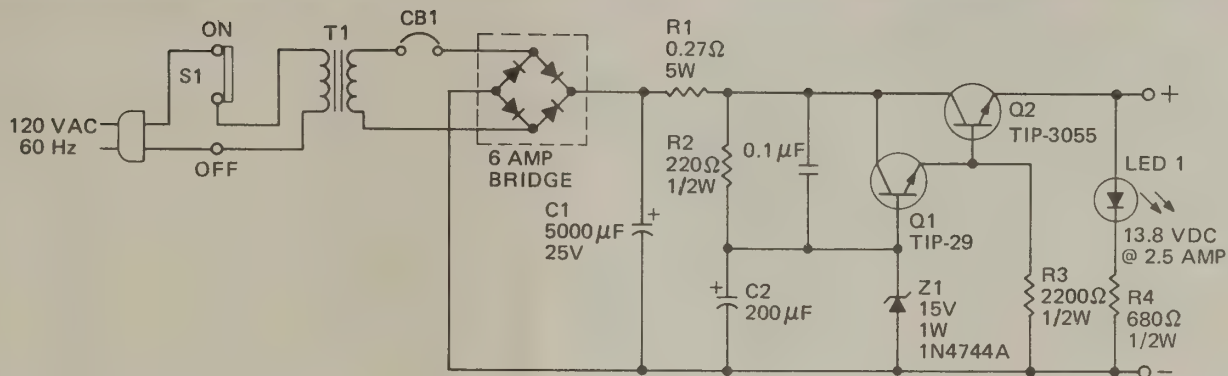 ON
S1
OFF
120 VAC
60 Hz
T1
CB1
6 AMP
BRIDGE
C1
5000μF
25V
+
R1
0.27Ω
5W
R2
220Ω
1/2W
0.1μF
+
C2
200μF
Q1
TIP-29
Z1
15V
1W
1N4744A
Q2
TIP-3055
R3
2200Ω
1/2W
LED 1
13.8 VDC
@ 2.5 AMP
R4
680Ω
1/2W
+
-